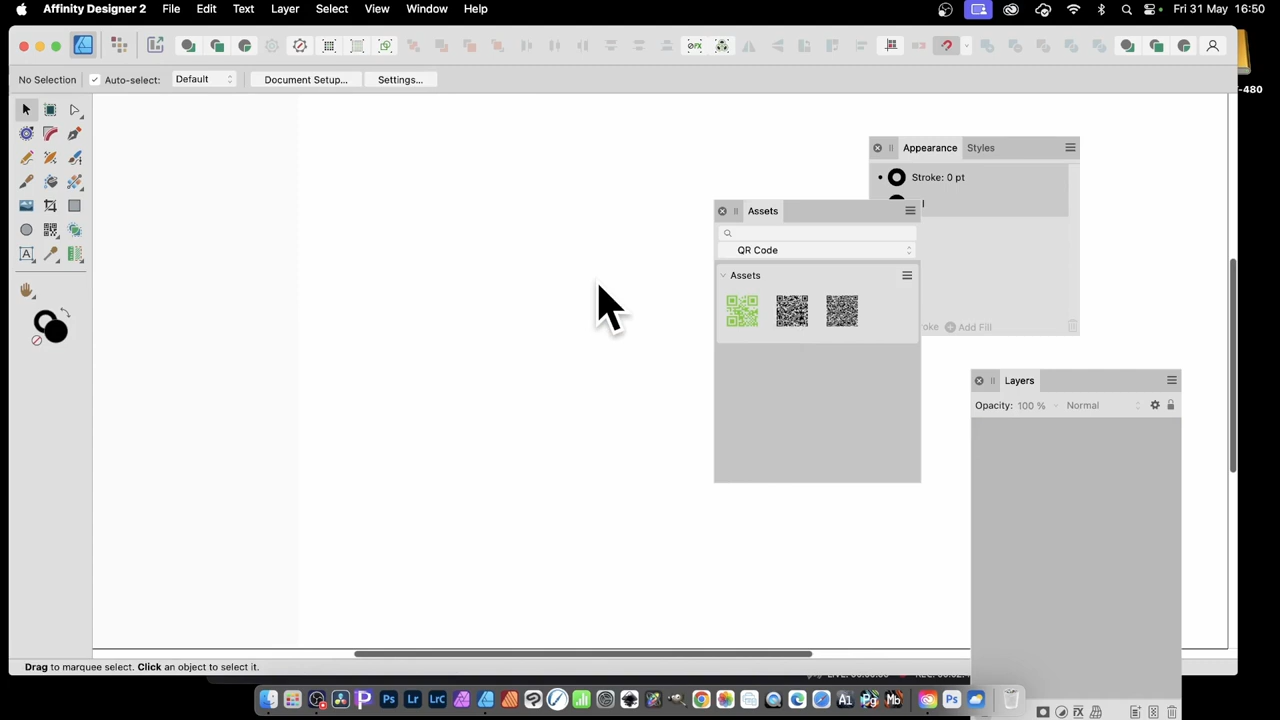 Affinity Designer 2 File Edit Text Layer Select View Window Help Fri 31 May 16:50
No Selection Auto-select: Default Document Setup... Settings...
-480
Appearance Styles
Stroke: 0 pt
Assets
QR Code
Assets
Add Fill
Layers
Opacity: 100 % Normal
Drag to marquee select. Click an object to select it.